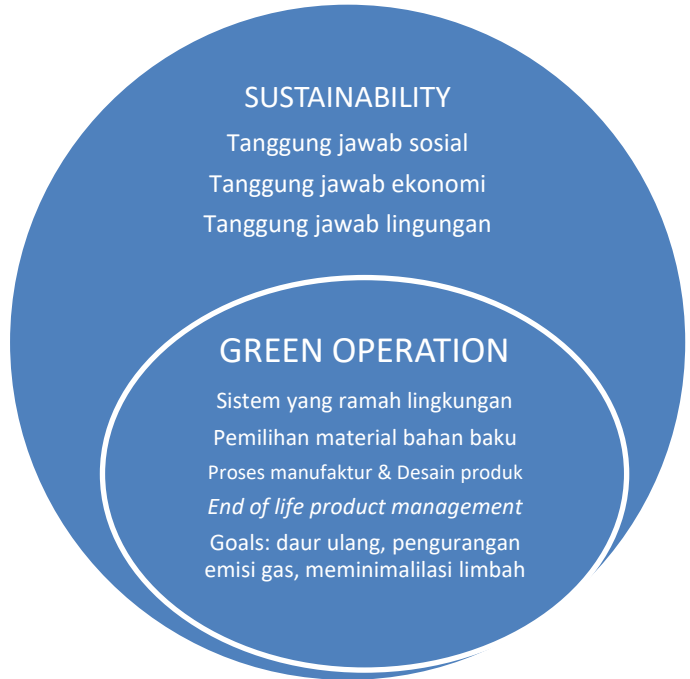 SUSTAINABILITY
Tanggung jawab sosial
Tanggung jawab ekonomi
Tanggung jawab lingungan
GREEN OPERATION
Sistem yang ramah lingkungan
Pemilihan material bahan baku
Proses manufaktur & Desain produk
End of life product management
Goals: daur ulang, pengurangan
emisi gas, meminimalilasi limbah